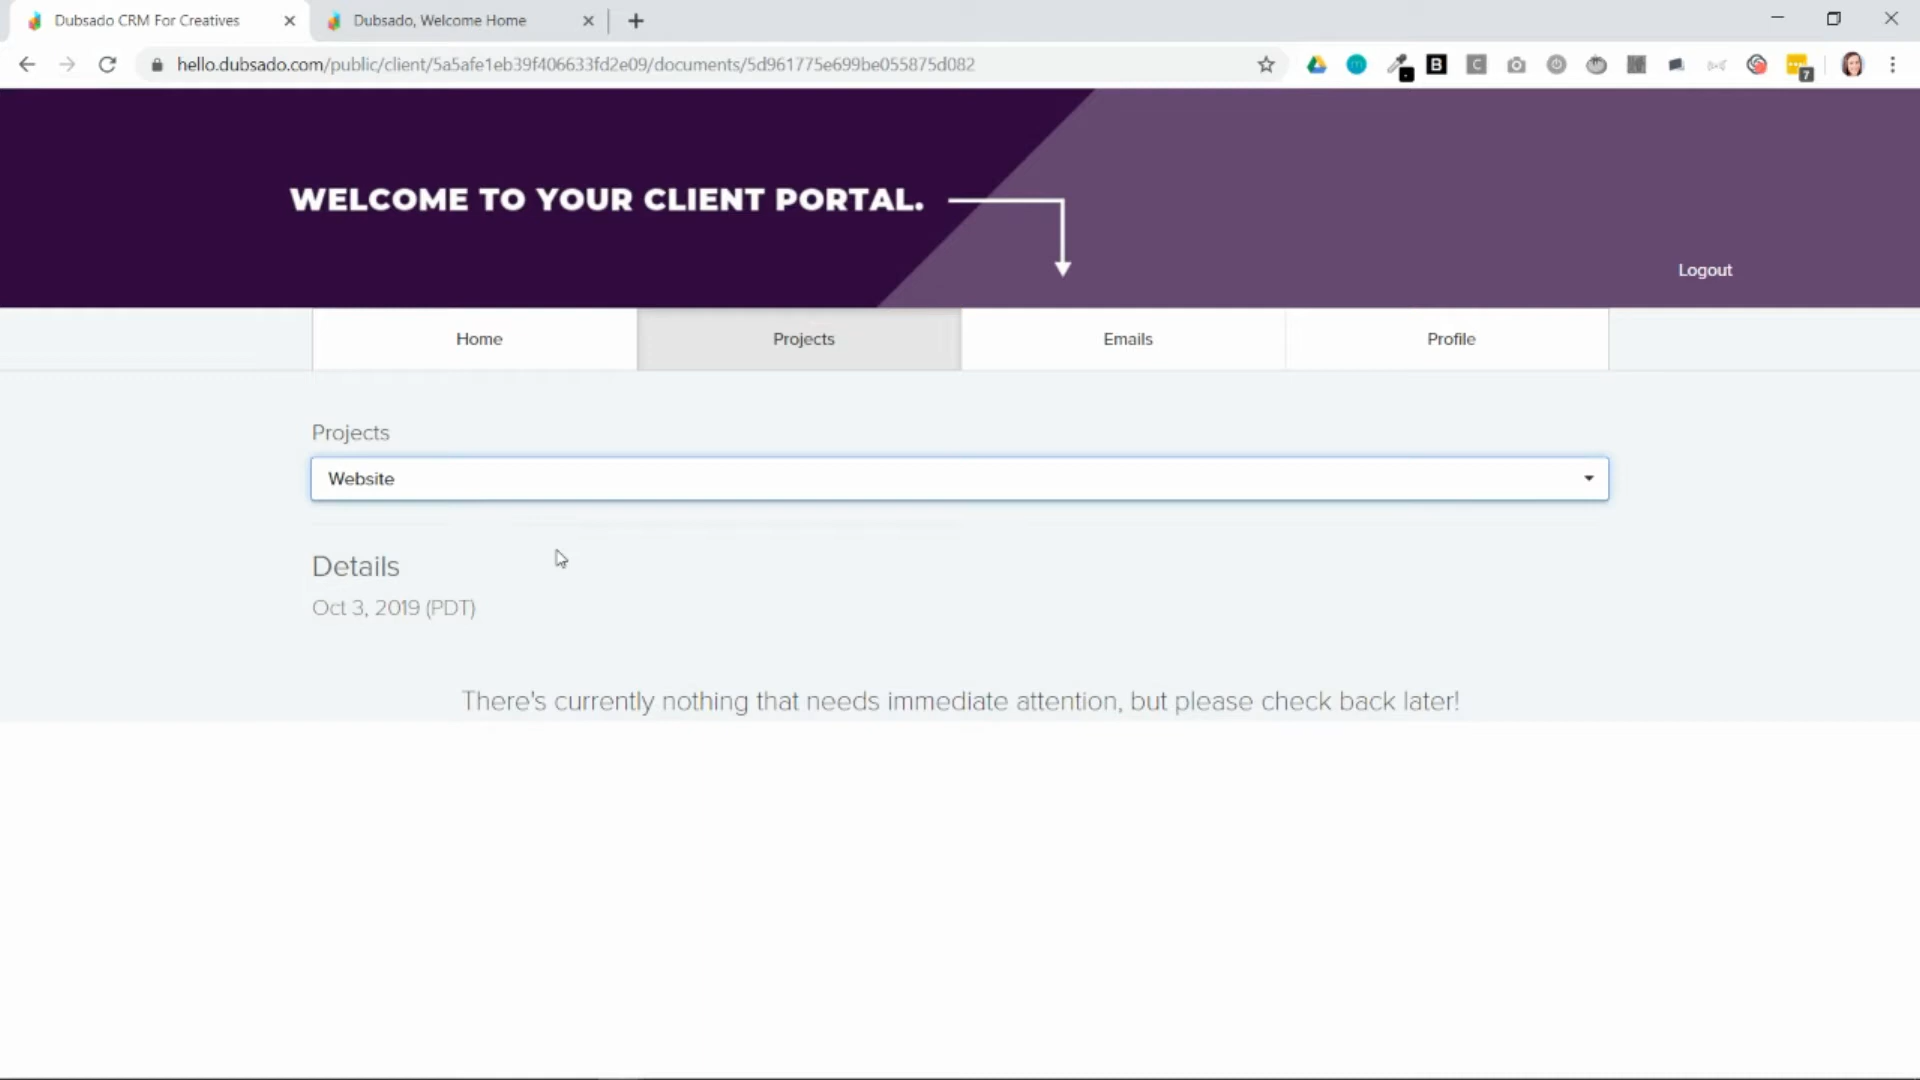 Dubsado CRM For Creatives
Dubsado, Welcome Home
hello.dubsado.com/public/client/5a5afe1eb39f406633fd2e09/documents/5d961775e699be055875d082
B
C
7
WELCOME TO YOUR CLIENT PORTAL.
Logout
Home
Projects
Emails
Profile
Projects
Website
Details
Oct 3, 2019 (PDT)
There's currently nothing that needs immediate attention, but please check back later!